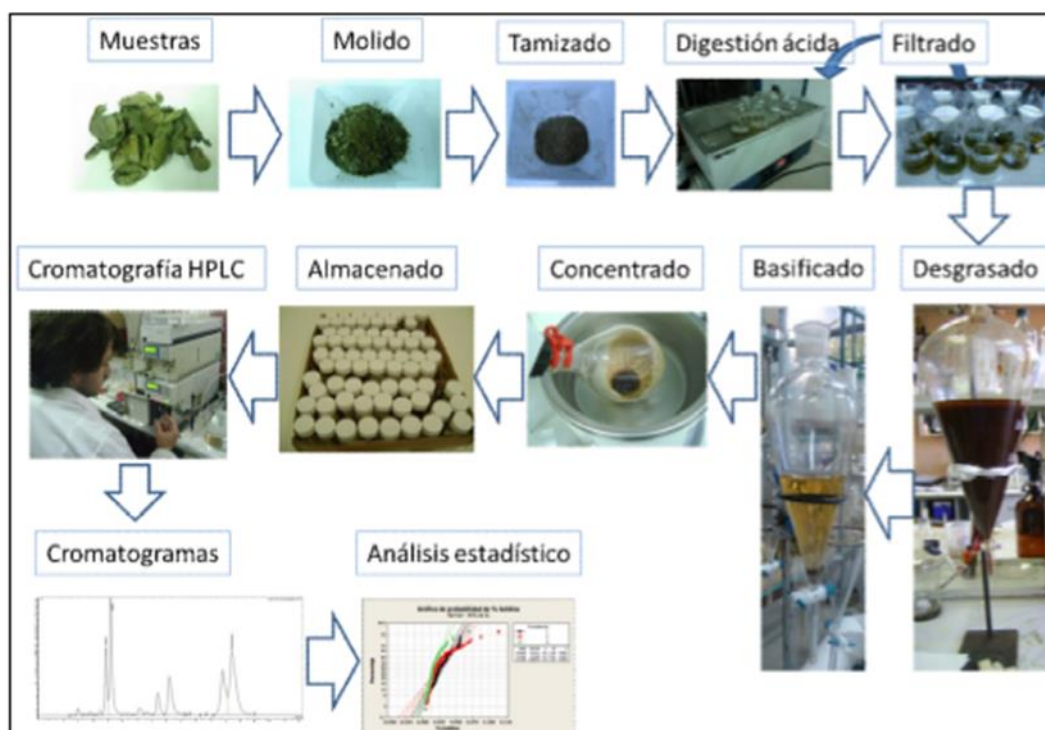 Muestras
Molido
Tamizado
Digestión ácida
Filtrado
Desgrasado
Basificado
Concentrado
Almacenado
Cromatografía HPLC
Cromatogramas
Análisis estadístico